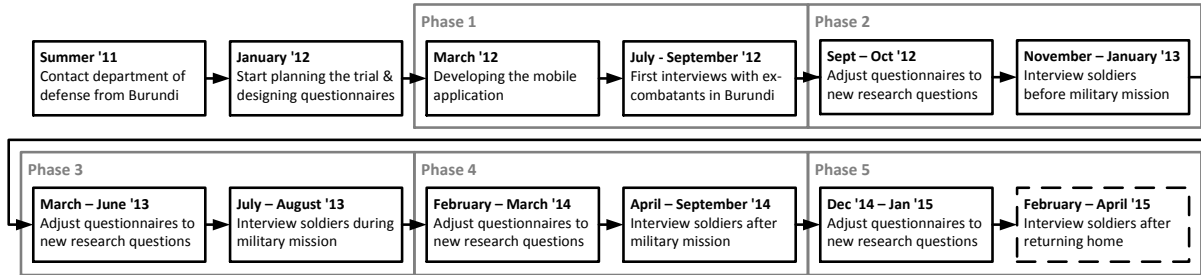 Phase 1
Phase 2
Summer '11
Contact department of
defense from Burundi
January '12
Start planning the trial &
designing questionnaires
March '12
Developing the mobile
application
July - September '12
First interviews with ex-
combatants in Burundi
Sept – Oct '12
Adjust questionnaires to
new research questions
November – January '13
Interview soldiers
before military mission
Phase 3
Phase 4
Phase 5
March – June '13
Adjust questionnaires to
new research questions
July – August '13
Interview soldiers during
military mission
February – March '14
Adjust questionnaires to
new research questions
April – September '14
Interview soldiers after
military mission
Dec '14 – Jan '15
Adjust questionnaires to
new research questions
February – April '15
Interview soldiers after
returning home